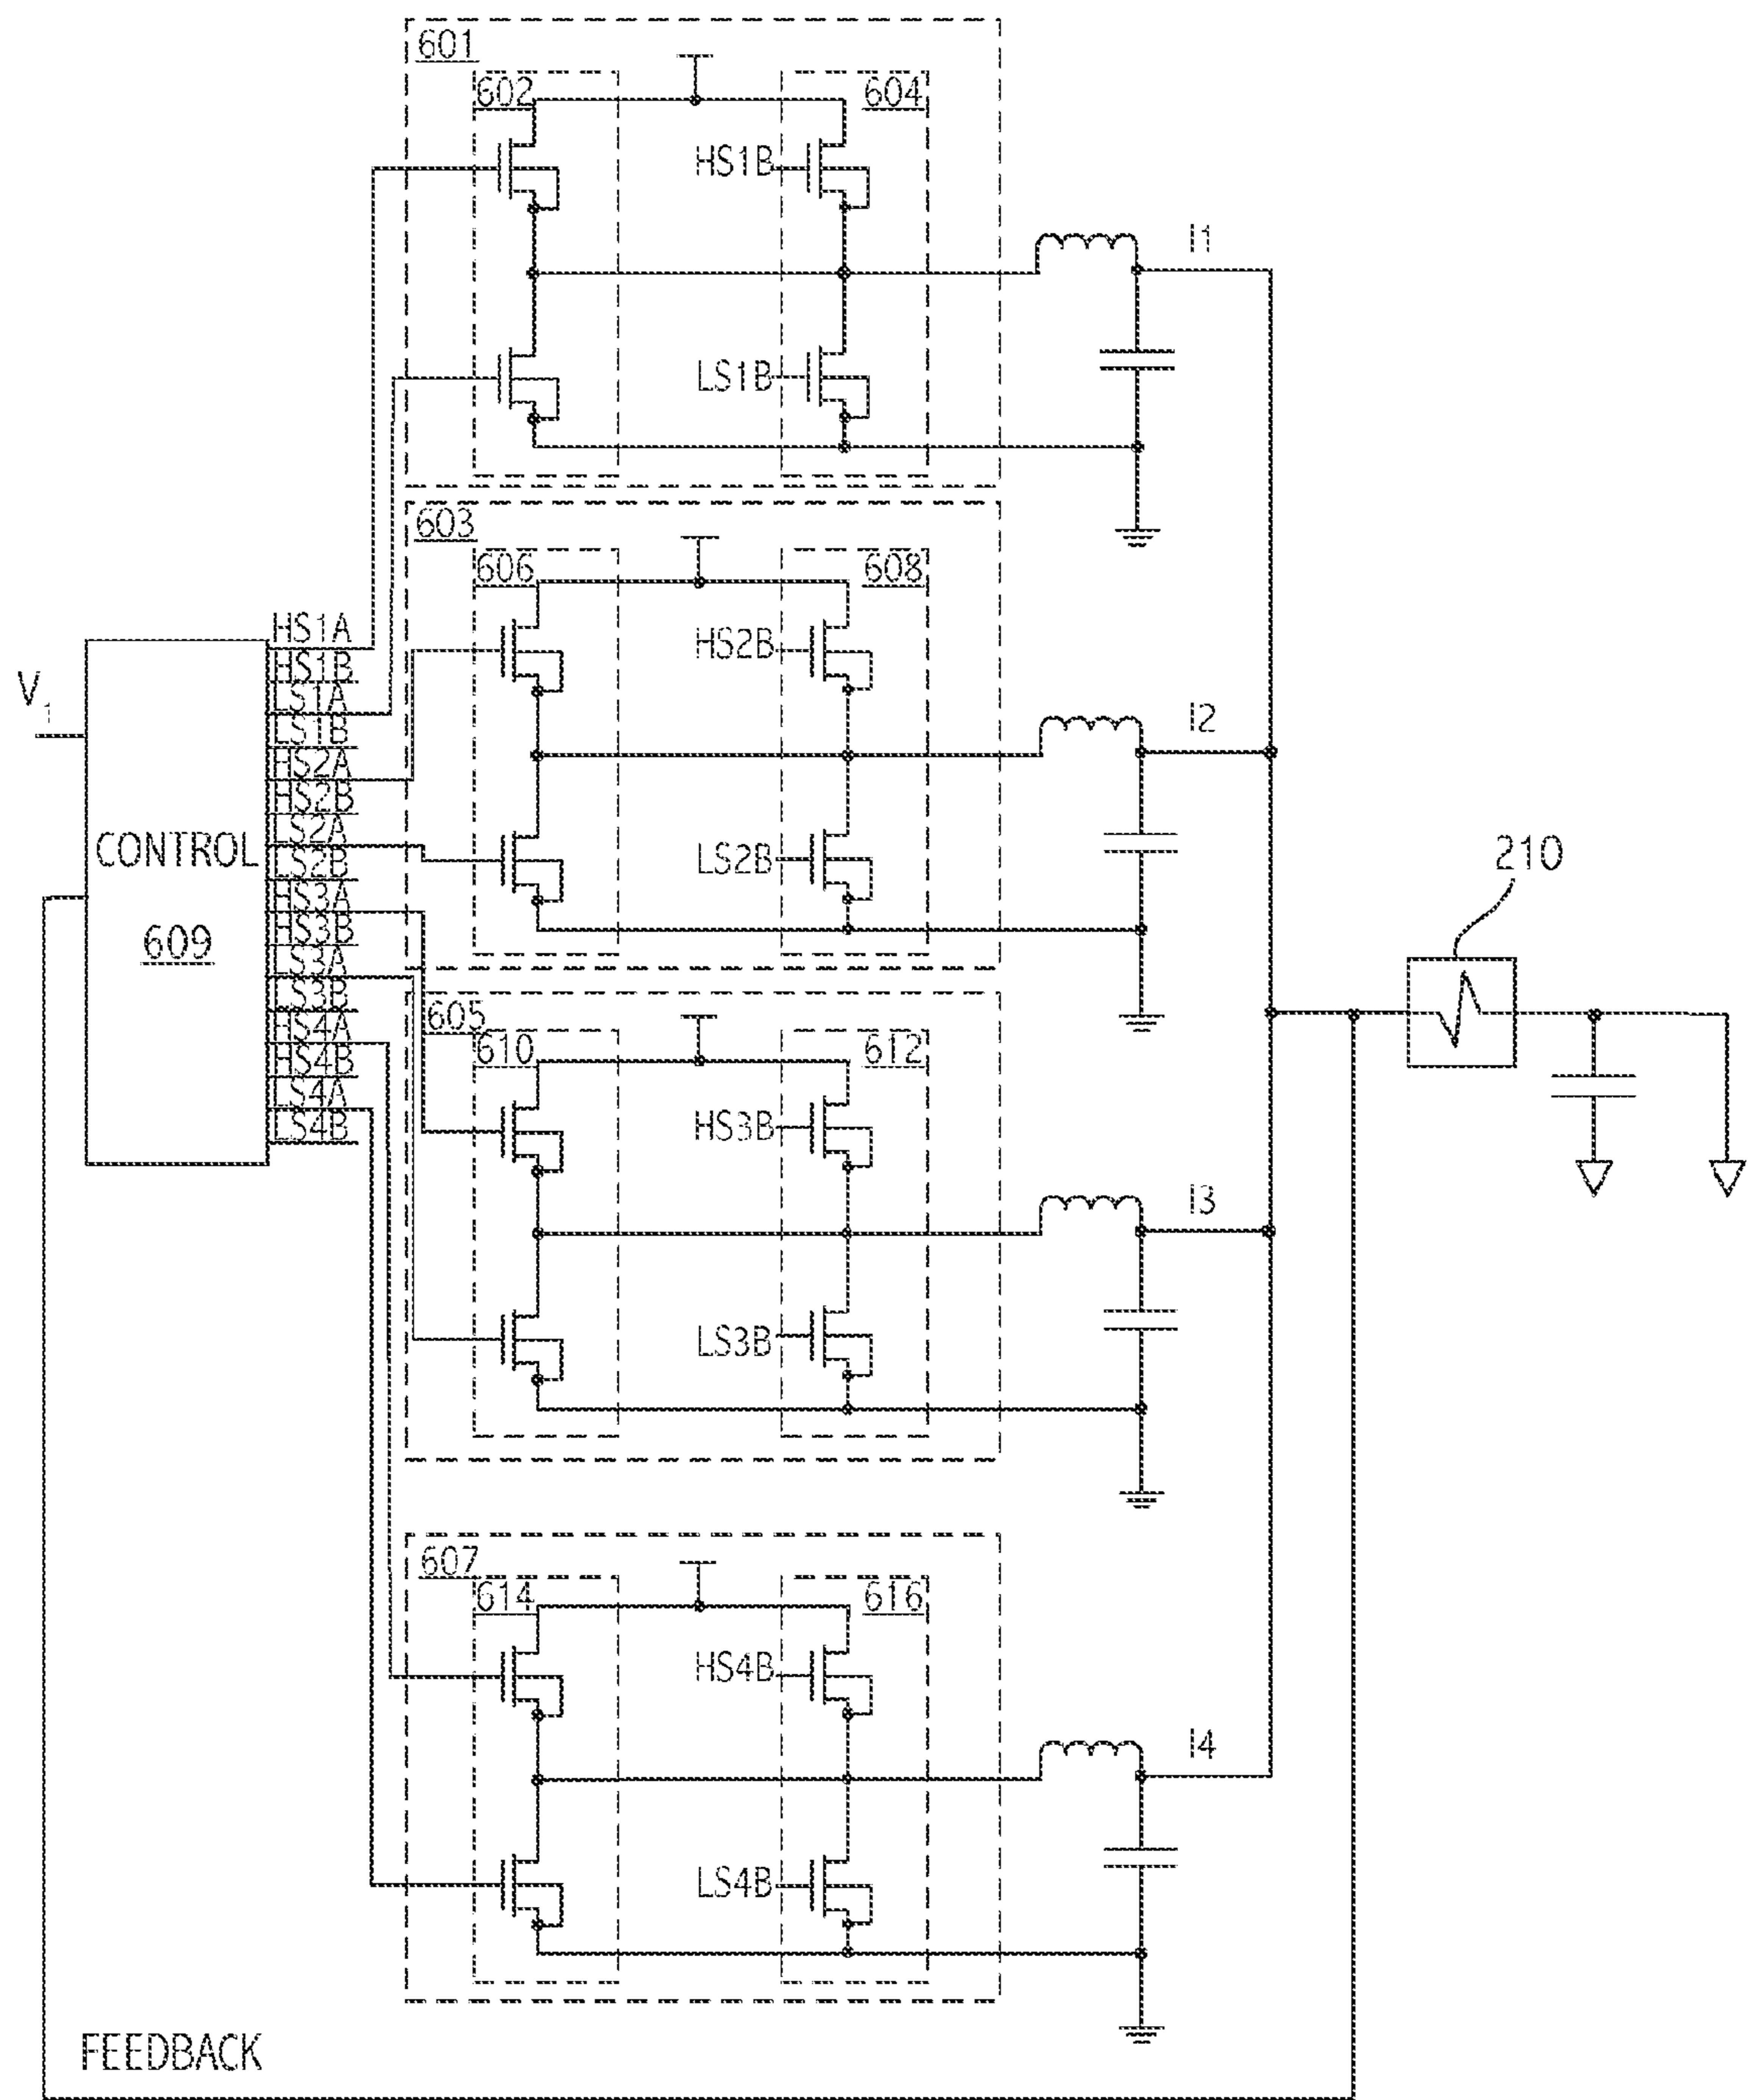 601
602
604
HS1B
LS1B
I1
603
606
608
HS2B
LS2B
I2
V1
HS1A
HS1B
LS1A
LS1B
HS2A
HS2B
LS2A
LS2B
HS3A
HS3B
LS3A
LS3B
HS4A
HS4B
LS4A
LS4B
CONTROL
609
210
605
610
612
HS3B
LS3B
I3
607
614
616
HS4B
LS4B
I4
FEEDBACK